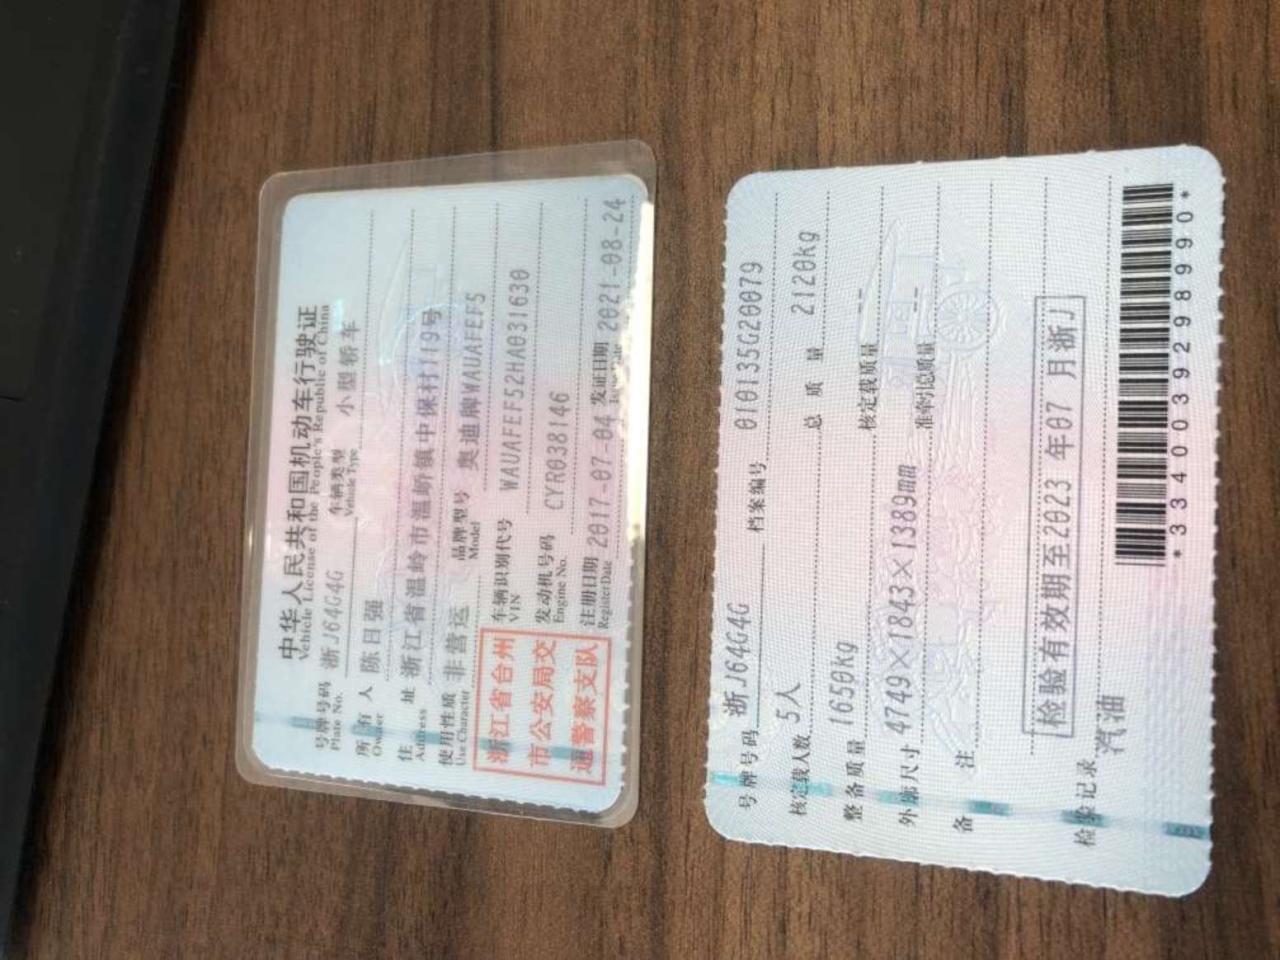 中华人民共和国机动车行驶证
Vehicle License of the People's Republic of China
号牌号码 浙J64G4G 车辆类型 小型轿车
Plate No. Vehicle Type
所有人 陈日强
Owner
住址 浙江省温岭市温峤镇中保村119号
Address
使用性质 非营运 品牌型号 奥迪牌WAUAFEF5
Use Character Model
浙江省台州
市公安局交
通警察支队
车辆识别代号 WAUAFEF52HA031630
VIN
发动机号码 CYR038146
Engine No.
注册日期 2017-07-04 发证日期 2021-08-24
Register Date Issue Date
号牌号码 浙J64G4G 档案编号 010135G20079
核定载人数 5人 总质量 2120kg
整备质量 1650kg 核定载质量 --
外廓尺寸 4749×1843×1389mm 准牵引总质量 --
备注
检验有效期至2023年07月浙J
检验记录 汽油
*3340039298990*